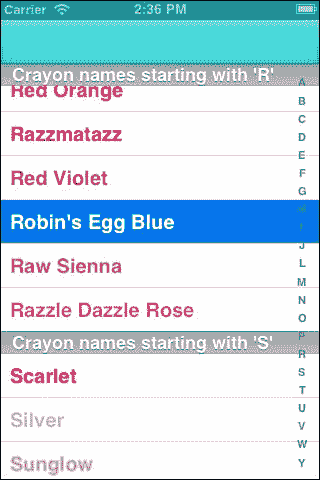 Carrier 2:36 PM
Crayon names starting with 'R'
Red Orange
Razzmatazz
Red Violet
Robin's Egg Blue
Raw Sienna
Razzle Dazzle Rose
Crayon names starting with 'S'
Scarlet
Silver
Sunglow
A
B
C
D
E
F
G
H
I
J
L
M
N
O
P
R
S
T
U
V
W
Y